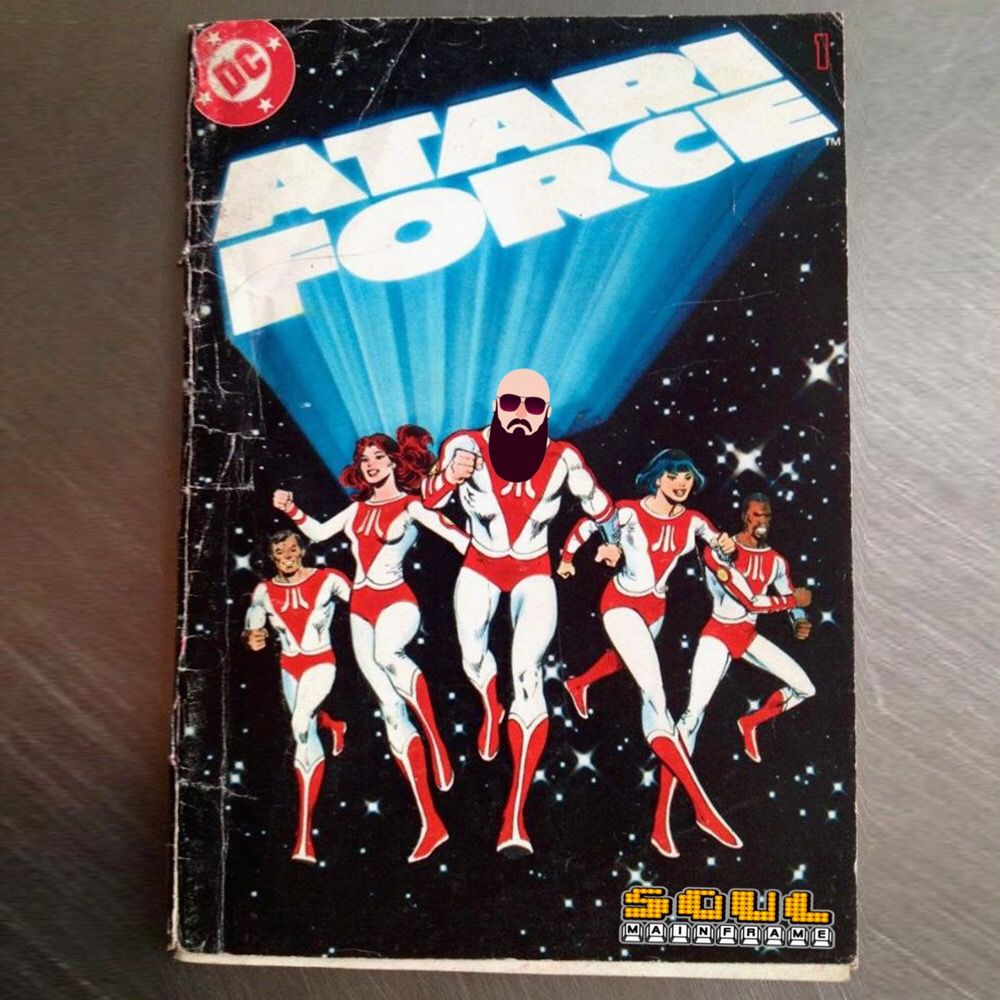 DC
1
ATARI
FORCE
TM
SOUL
MAINFRAME